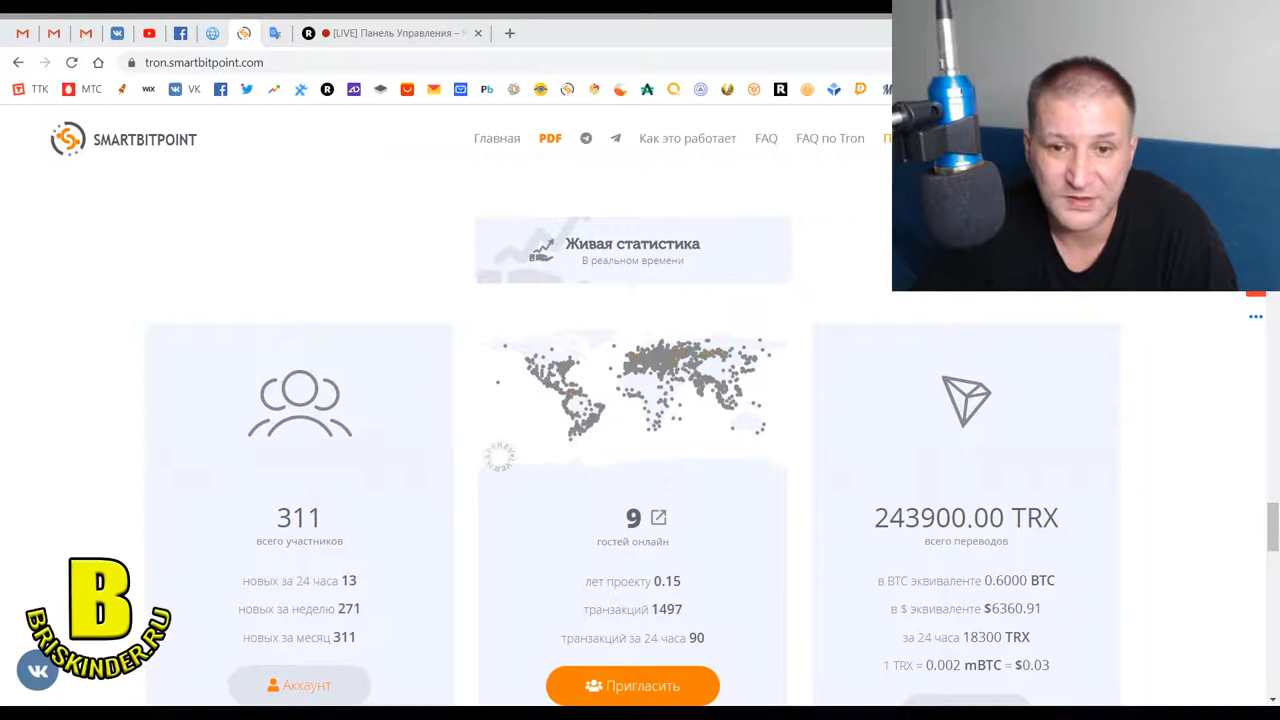 [LIVE] Панель Управления –
tron.smartbitpoint.com
ТТК
МТС
WIX
VK
Pb
SMARTBITPOINT
Главная
PDF
Как это работает
FAQ
FAQ по Tron
Живая статистика
В реальном времени
311
всего участников
новых за 24 часа 13
новых за неделю 271
новых за месяц 311
Аккаунт
9
гостей онлайн
лет проекту 0.15
транзакций 1497
транзакций за 24 часа 90
Пригласить
243900.00 TRX
всего переводов
в BTC эквиваленте 0.6000 BTC
в $ эквиваленте $6360.91
за 24 часа 18300 TRX
1 TRX = 0.002 mBTC = $0.03
B
BRISKINDER.RU